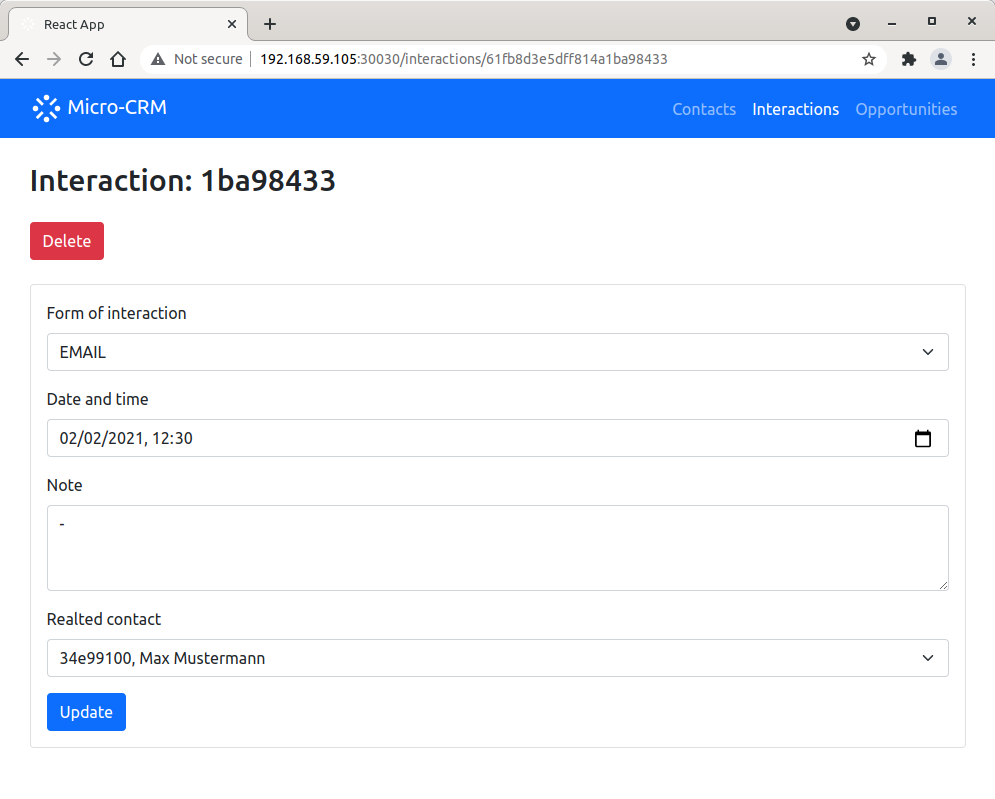 React App
Not secure
192.168.59.105:30030/interactions/61fb8d3e5dff814a1ba98433
Micro-CRM
Contacts Interactions Opportunities
Interaction: 1ba98433
Delete
Form of interaction
EMAIL
Date and time
02/02/2021, 12:30
Note
-
Realted contact
34e99100, Max Mustermann
Update